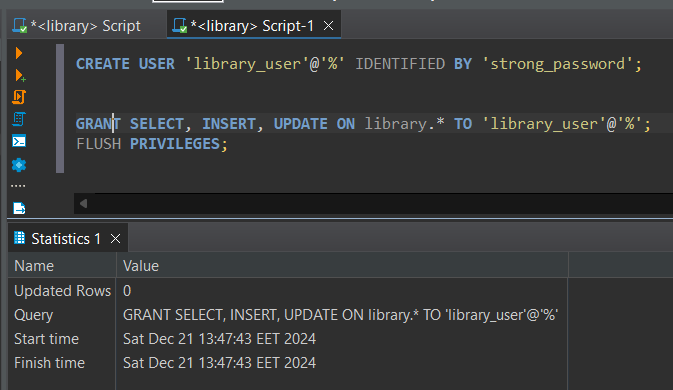 *<library> Script
*<library> Script-1
CREATE USER 'library_user'@'%' IDENTIFIED BY 'strong_password';
GRANT SELECT, INSERT, UPDATE ON library.* TO 'library_user'@'%';
FLUSH PRIVILEGES;
Statistics 1
Name Value
Updated Rows 0
Query GRANT SELECT, INSERT, UPDATE ON library.* TO 'library_user'@'%'
Start time Sat Dec 21 13:47:43 EET 2024
Finish time Sat Dec 21 13:47:43 EET 2024